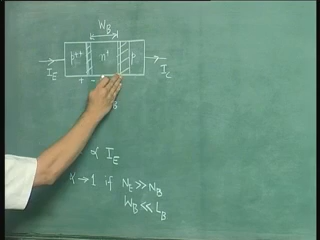 W_B
p++ n+ p
I_E I_C
+ -
B
α I_E
α → 1 if N_E >> N_B
W_B << L_B